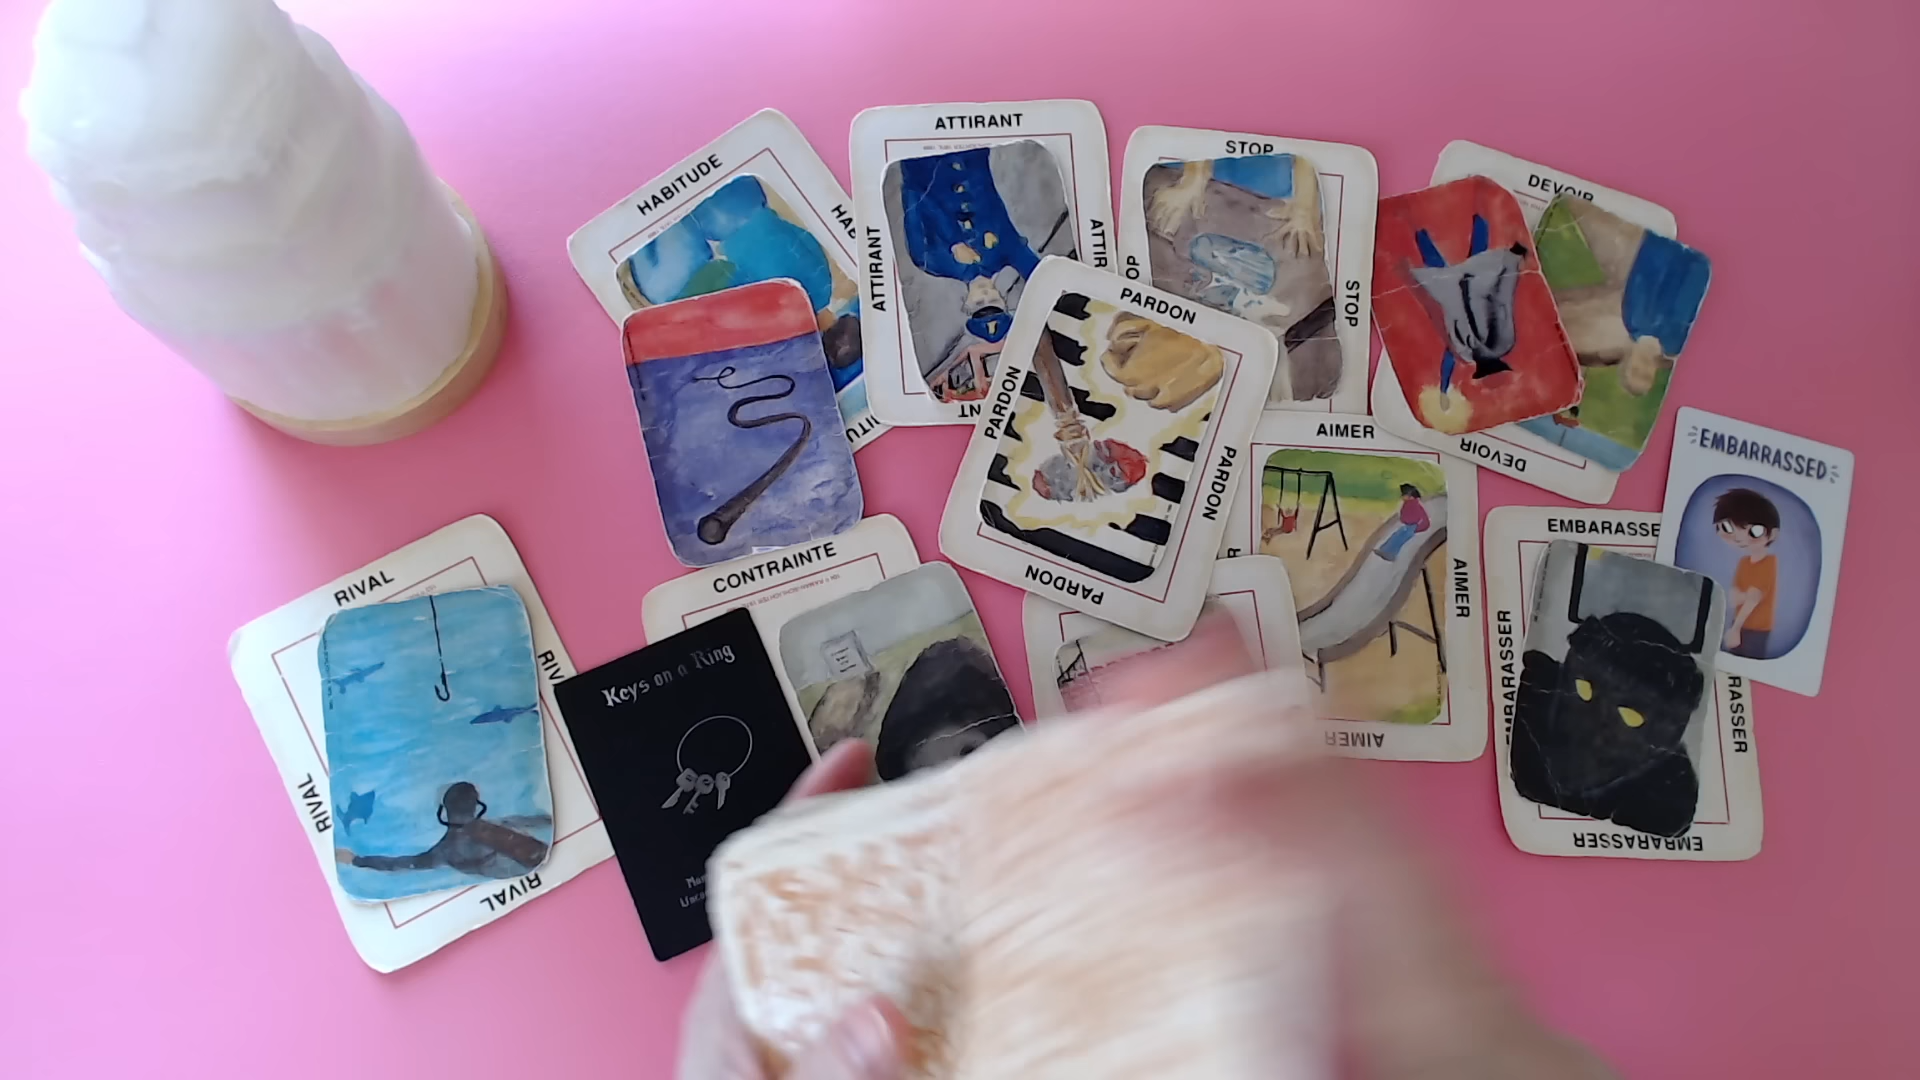 HABITUDE
ATTIRANT
ATTIRANT
STOP
STOP
DEVOIR
DEVOIR
PARDON
PARDON
PARDON
PARDON
AIMER
AIMER
AIMER
EMBARRASSED
EMBARASSE
EMBARASSER
RASSER
EMBARASSER
RIVAL
RIVAL
RIVAL
CONTRAINTE
Keys on a Ring